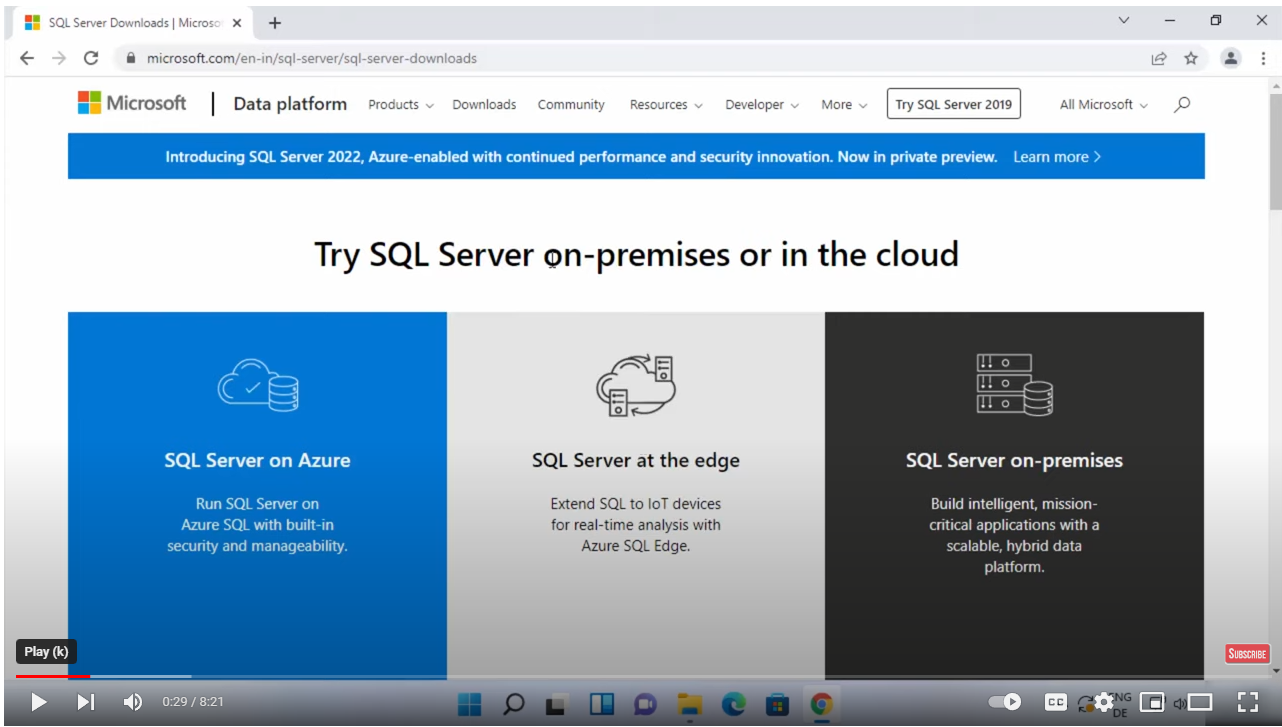 SQL Server Downloads | Microso
microsoft.com/en-in/sql-server/sql-server-downloads
Microsoft | Data platform Products Downloads Community Resources Developer More Try SQL Server 2019 All Microsoft
Introducing SQL Server 2022, Azure-enabled with continued performance and security innovation. Now in private preview. Learn more >
Try SQL Server on-premises or in the cloud
SQL Server on Azure
Run SQL Server on
Azure SQL with built-in
security and manageability.
SQL Server at the edge
Extend SQL to IoT devices
for real-time analysis with
Azure SQL Edge.
SQL Server on-premises
Build intelligent, mission-
critical applications with a
scalable, hybrid data
platform.
Play (k)
SUBSCRIBE
0:29 / 8:21
CC
ENG
DE